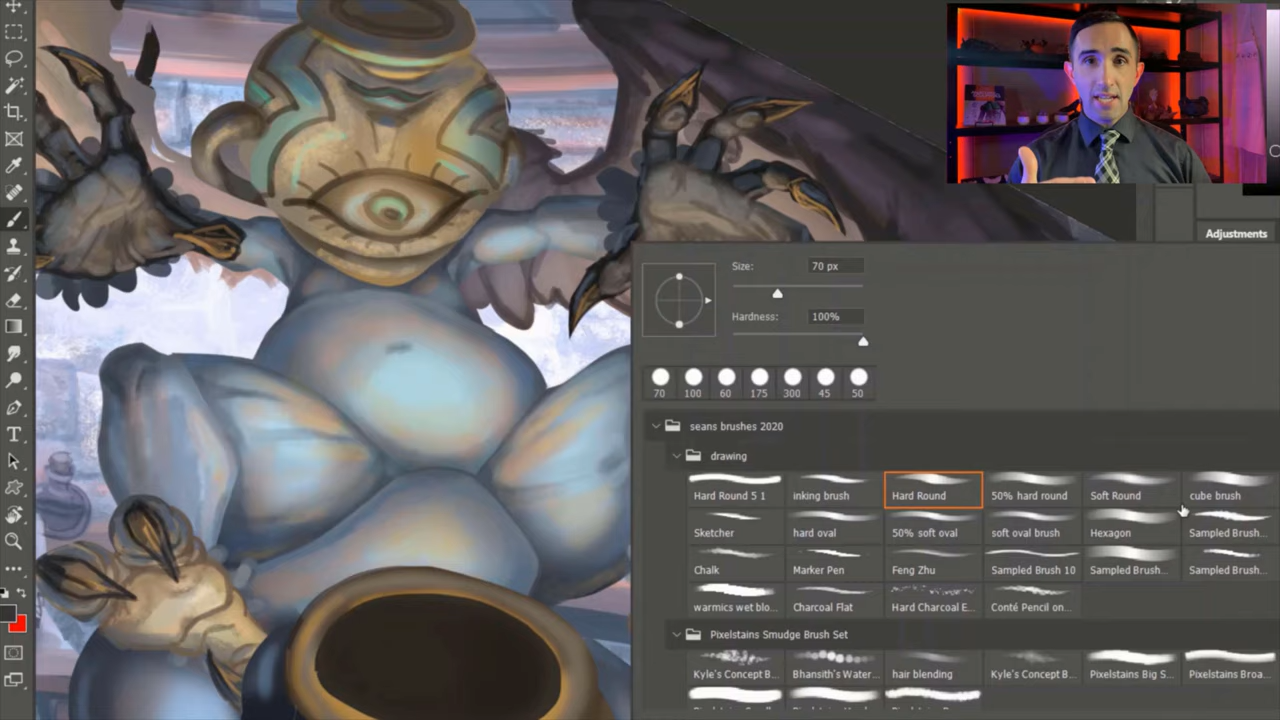 Adjustments
Size: 70 px
Hardness: 100%
70 100 60 175 300 45 50
seans brushes 2020
drawing
Hard Round 5 1 inking brush Hard Round 50% hard round Soft Round cube brush
Sketcher hard oval 50% soft oval soft oval brush Hexagon Sampled Brush...
Chalk Marker Pen Feng Zhu Sampled Brush 10 Sampled Brush... Sampled Brush...
warmics wet blo... Charcoal Flat Hard Charcoal E... Conté Pencil on...
Pixelstains Smudge Brush Set
Kyle's Concept B... Bhansith's Water... hair blending Kyle's Concept B... Pixelstains Big S... Pixelstains Broa...